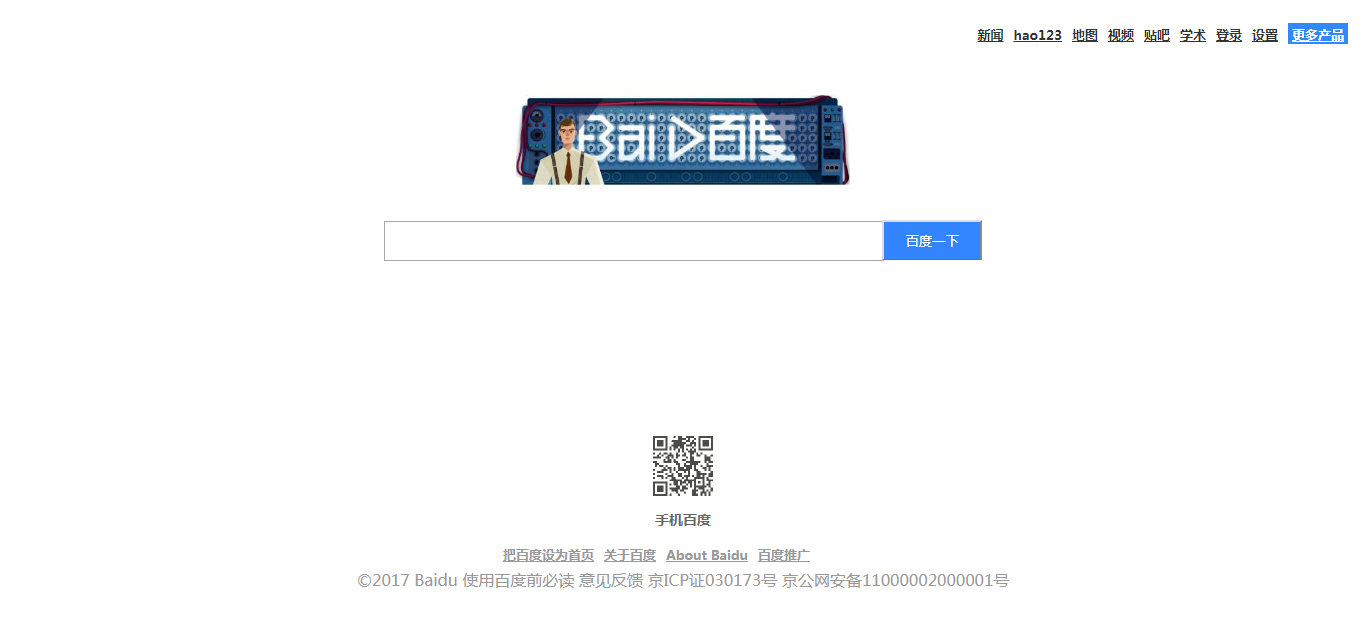 新闻 hao123 地图 视频 贴吧 学术 登录 设置 更多产品
Bai 百度
百度一下
手机百度
把百度设为首页 关于百度 About Baidu 百度推广
©2017 Baidu 使用百度前必读 意见反馈 京ICP证030173号 京公网安备11000002000001号